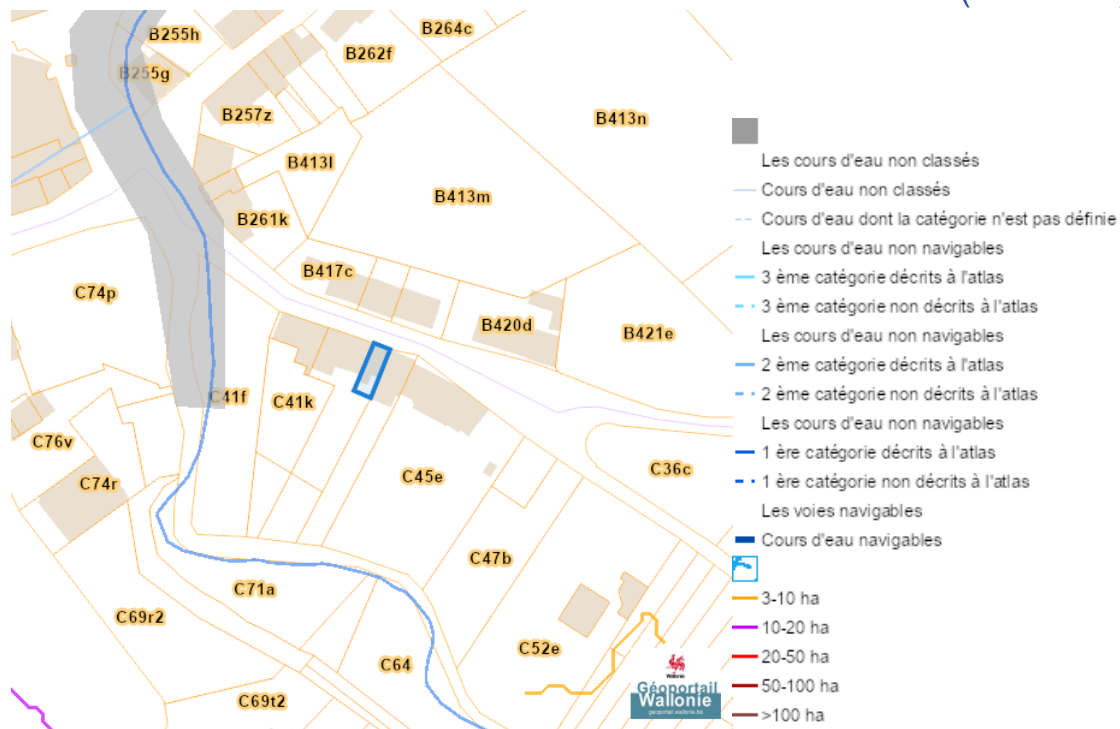 B255h
B264c
B262f
B255g
B257z
B413n
B413l
B413m
B261k
B417c
C74p
B420d
B421e
C41f
C41k
C76v
C74r
C45e
C36c
C47b
C71a
C69r2
C52e
C64
C69t2
Wallonie
Géoportail
Wallonie
geoportail.wallonie.be
Les cours d'eau non classés
Cours d'eau non classés
Cours d'eau dont la catégorie n'est pas définie
Les cours d'eau non navigables
3 ème catégorie décrits à l'atlas
3 ème catégorie non décrits à l'atlas
Les cours d'eau non navigables
2 ème catégorie décrits à l'atlas
2 ème catégorie non décrits à l'atlas
Les cours d'eau non navigables
1 ère catégorie décrits à l'atlas
1 ère catégorie non décrits à l'atlas
Les voies navigables
Cours d'eau navigables
3-10 ha
10-20 ha
20-50 ha
50-100 ha
>100 ha